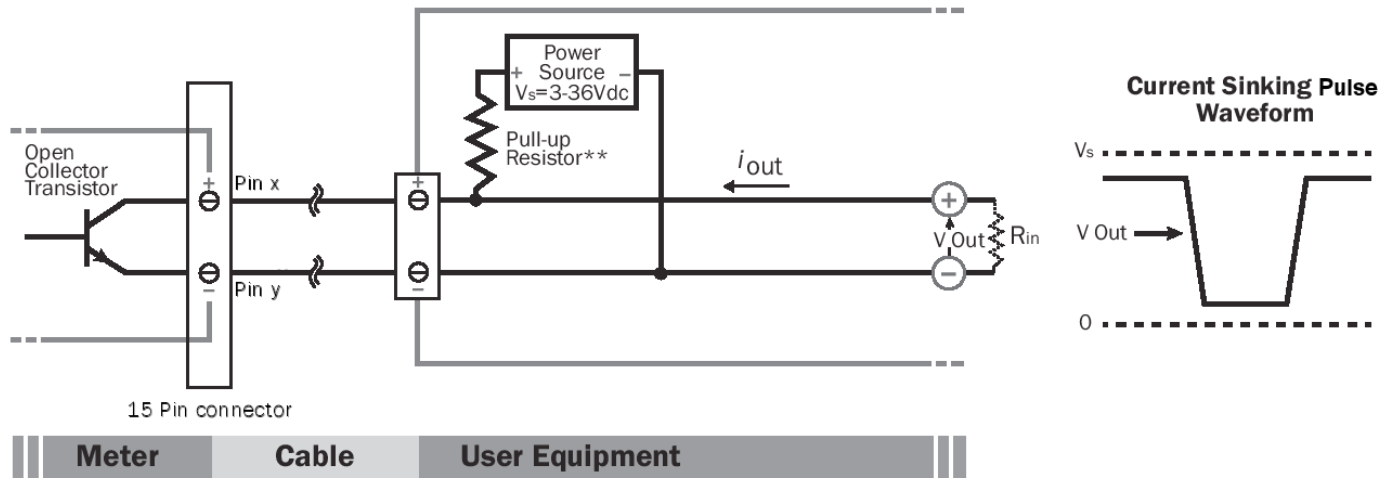 Power
+ Source −
Vs=3-36Vdc
Pull-up
Resistor**
Open
Collector
Transistor
+
Pin x
−
Pin y
+
−
iout
+
V Out
−
Rin
15 Pin connector
Meter
Cable
User Equipment
Current Sinking Pulse
Waveform
Vs
V Out
0